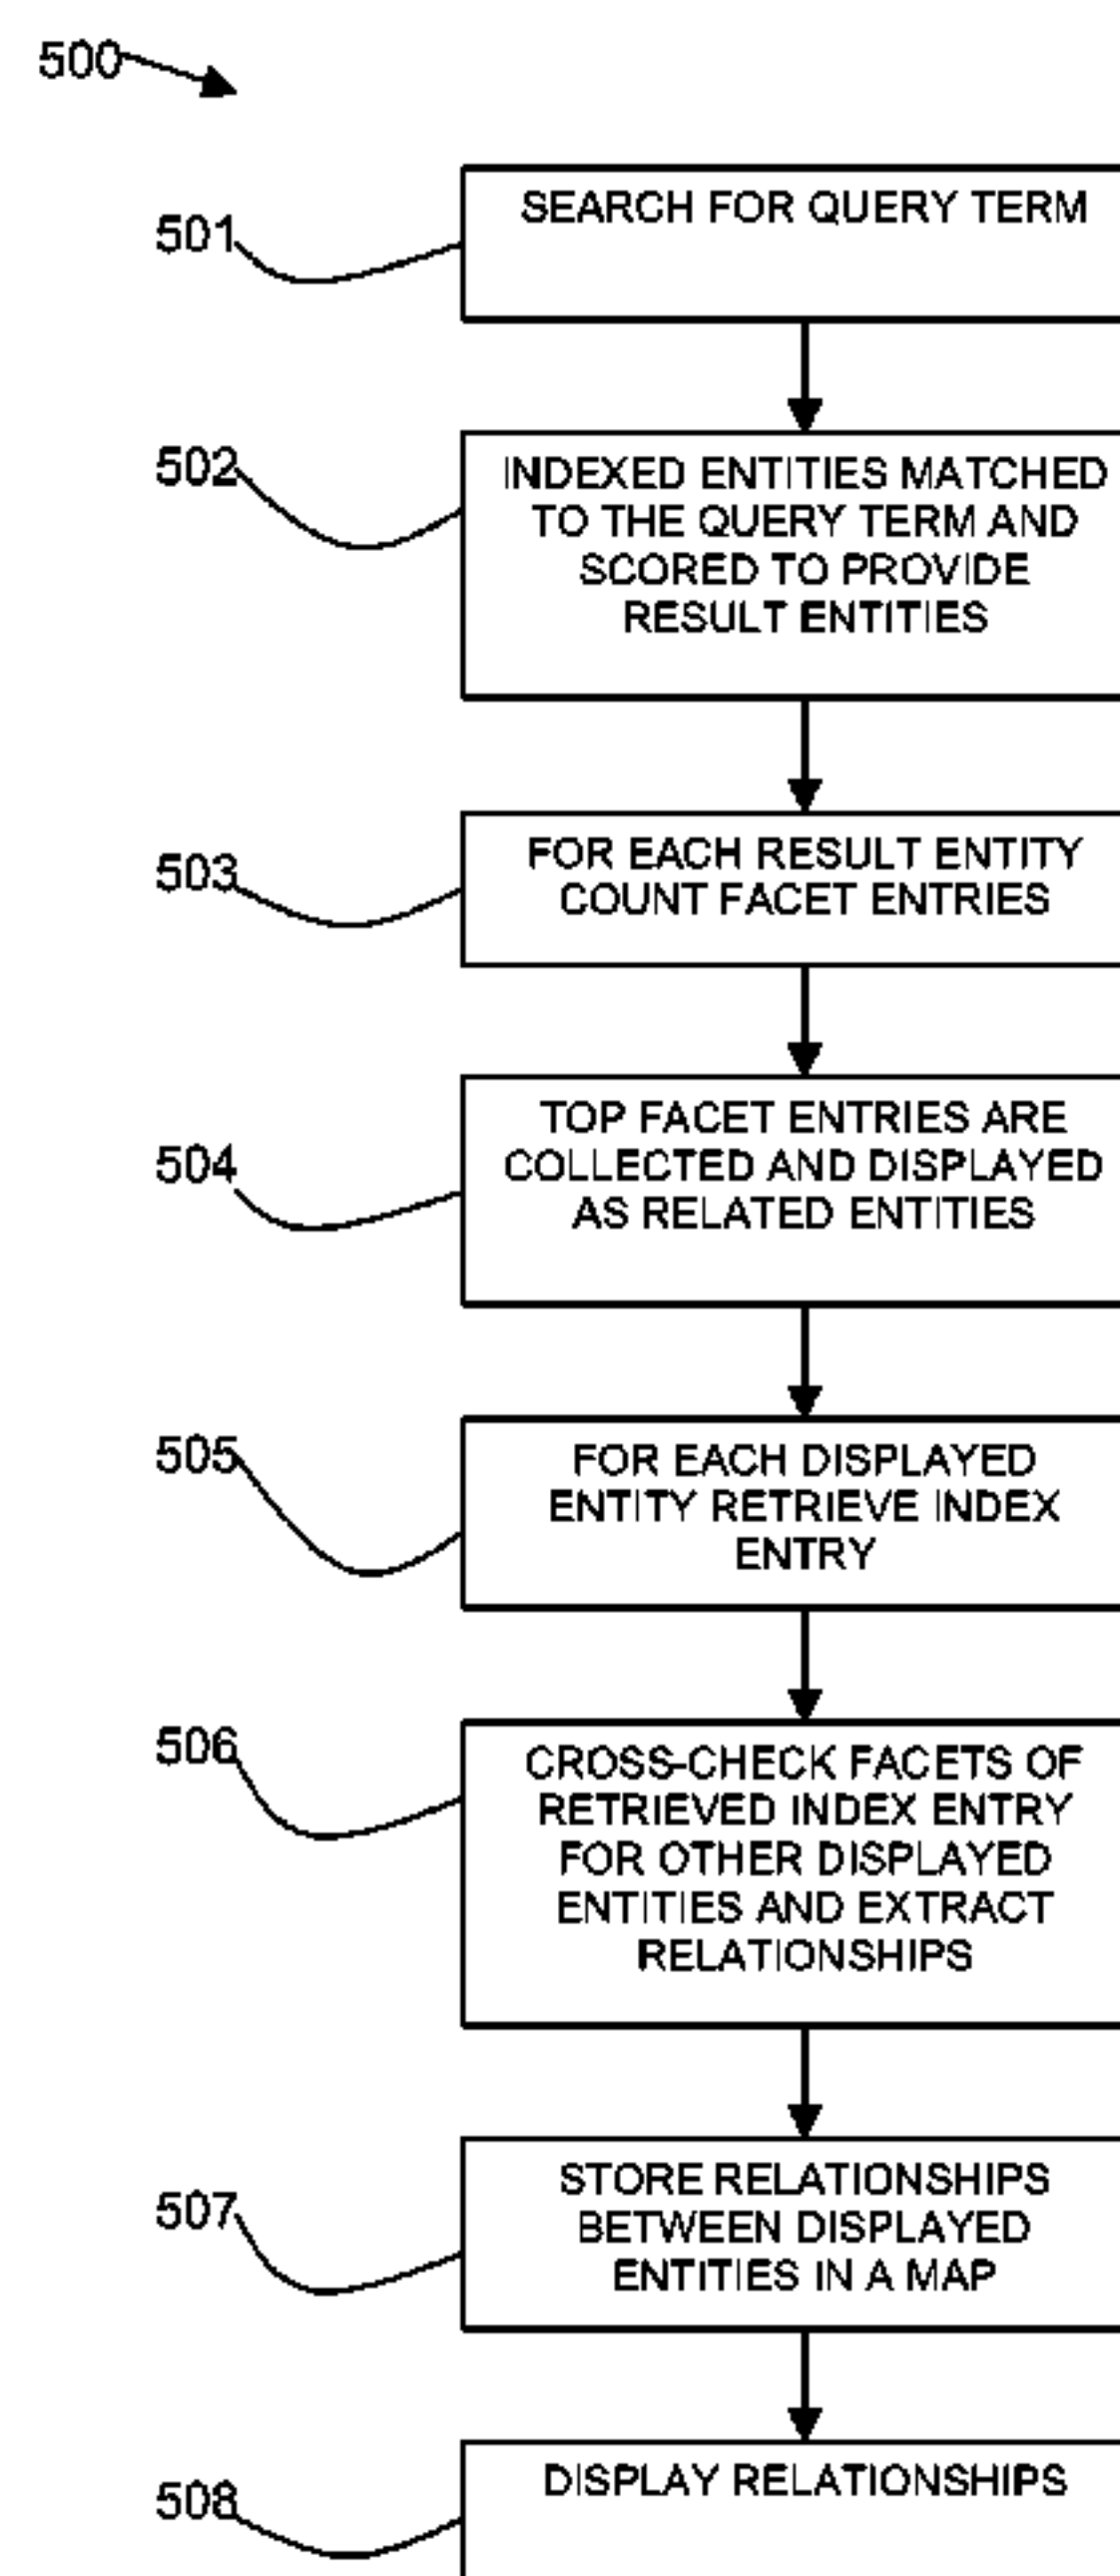 500
501
SEARCH FOR QUERY TERM
502
INDEXED ENTITIES MATCHED
TO THE QUERY TERM AND
SCORED TO PROVIDE
RESULT ENTITIES
503
FOR EACH RESULT ENTITY
COUNT FACET ENTRIES
504
TOP FACET ENTRIES ARE
COLLECTED AND DISPLAYED
AS RELATED ENTITIES
505
FOR EACH DISPLAYED
ENTITY RETRIEVE INDEX
ENTRY
506
CROSS-CHECK FACETS OF
RETRIEVED INDEX ENTRY
FOR OTHER DISPLAYED
ENTITIES AND EXTRACT
RELATIONSHIPS
507
STORE RELATIONSHIPS
BETWEEN DISPLAYED
ENTITIES IN A MAP
508
DISPLAY RELATIONSHIPS